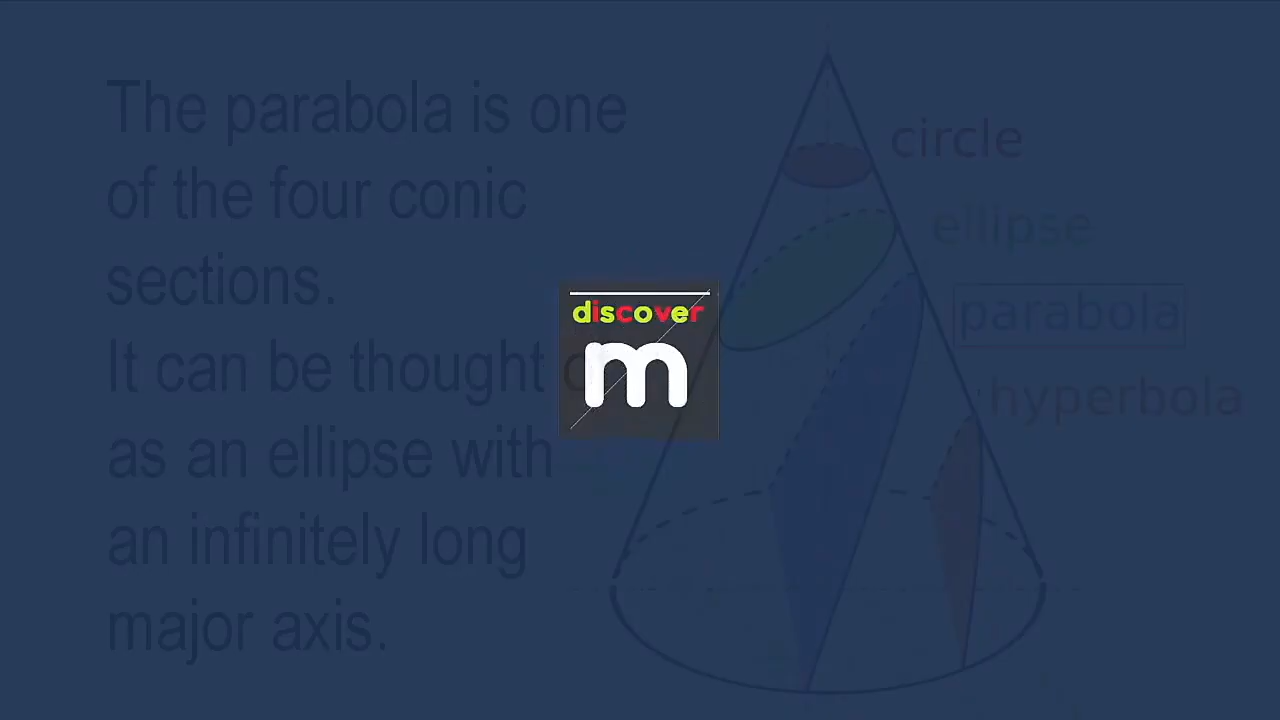 The parabola is one
of the four conic
sections.
It can be thought of
as an ellipse with
an infinitely long
major axis.
circle
ellipse
parabola
hyperbola
discover
m